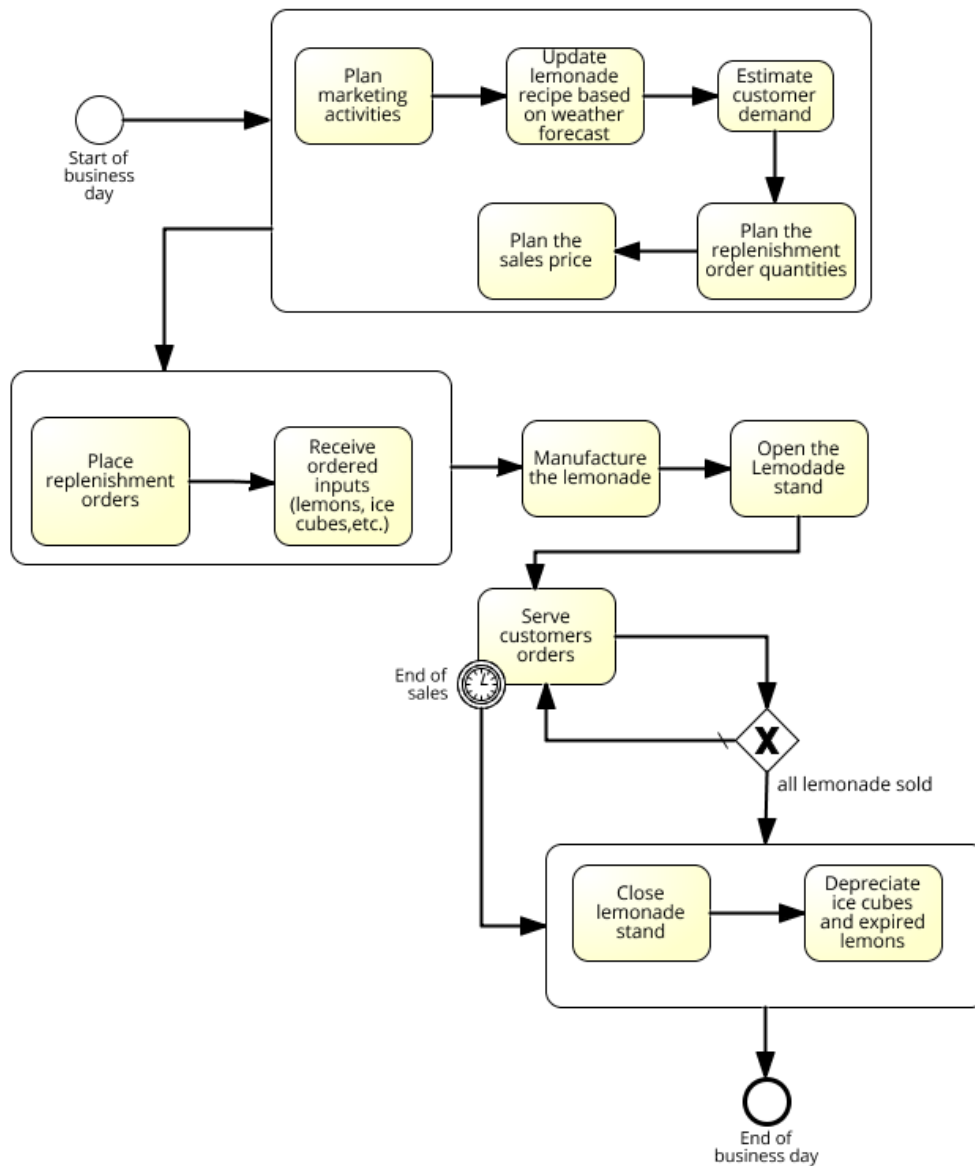 Plan
marketing
activities
Update
lemonade
recipe based
on weather
forecast
Estimate
customer
demand
Start of
business
day
Plan the
sales price
Plan the
replenishment
order quantities
Place
replenishment
orders
Receive
ordered
inputs
(lemons, ice
cubes,etc.)
Manufacture
the lemonade
Open the
Lemodade
stand
Serve
customers
orders
End of
sales
X
all lemonade sold
Close
lemonade
stand
Depreciate
ice cubes
and expired
lemons
End of
business day